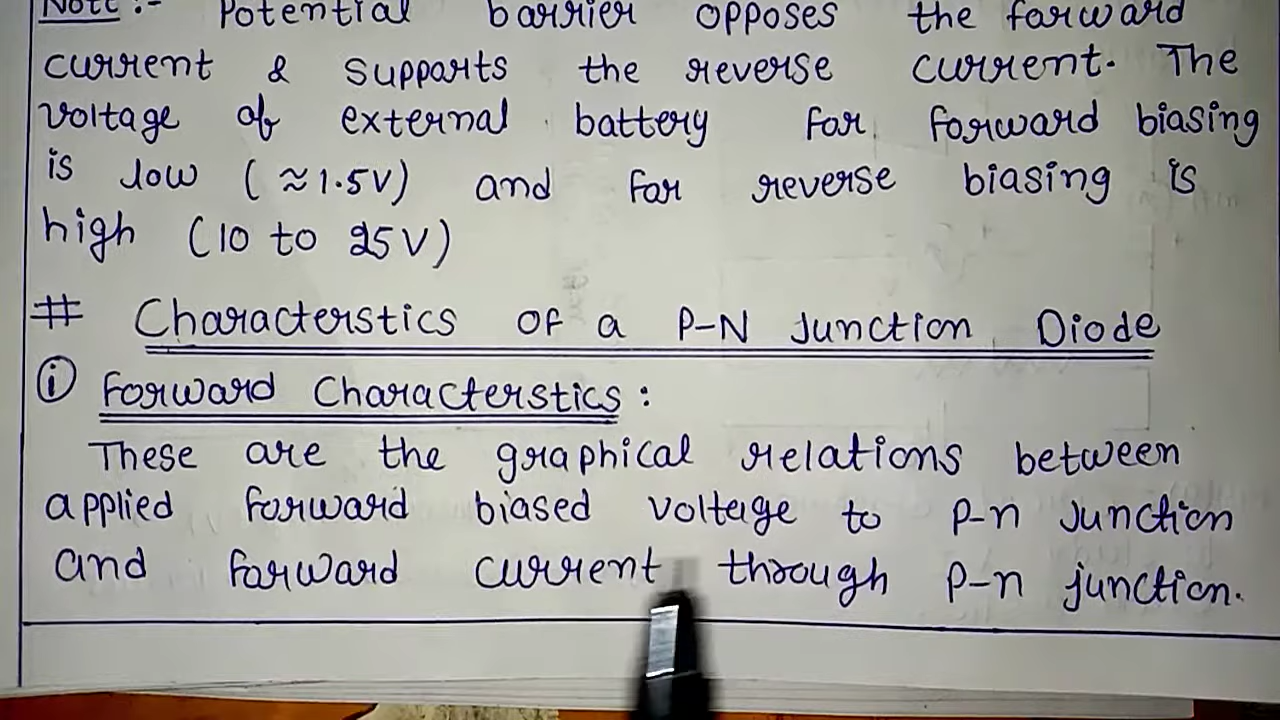 Note :- Potential barrier opposes the forward
current & supports the reverse current. The
voltage of external battery for forward biasing
is low (≈1.5V) and for reverse biasing is
high (10 to 25V)
# Characterstics OF a P-N Junction Diode
(i) Forward Characterstics :
These are the graphical relations between
applied forward biased voltage to P-n Junction
and forward current through P-n junction.